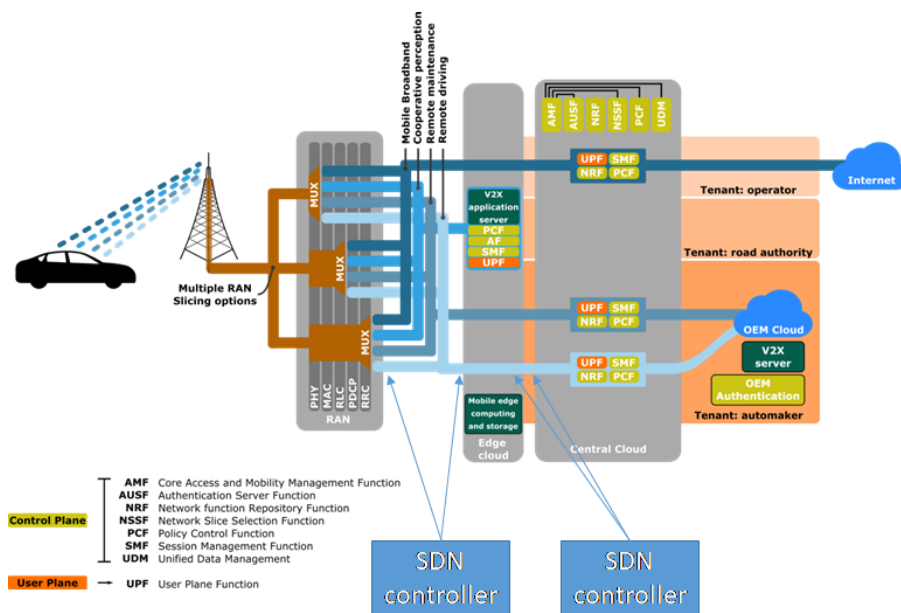 Mobile Broadband
Cooperative perception
Remote maintenance
Remote driving
AMF
AUSF
NRF
NSSF
PCF
UDM
MUX
UPF SMF
NRF PCF
Internet
Tenant: operator
V2X
application
server
PCF
AF
SMF
UPF
Tenant: road authority
Multiple RAN
Slicing options
MUX
UPF SMF
NRF PCF
OEM Cloud
MUX
V2X
server
UPF SMF
NRF PCF
OEM
Authentication
Tenant: automaker
PHY
MAC
RLC
PDCP
RRC
RAN
Mobile edge
computing
and storage
Edge
cloud
Central Cloud
Control Plane
AMF Core Access and Mobility Management Function
AUSF Authentication Server Function
NRF Network function Repository Function
NSSF Network Slice Selection Function
PCF Policy Control Function
SMF Session Management Function
UDM Unified Data Management
User Plane UPF User Plane Function
SDN
controller
SDN
controller